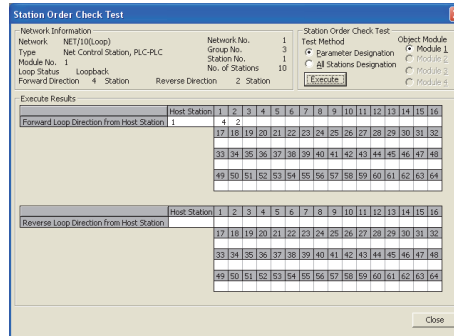 Station Order Check Test
Network Information
Network NET/10(Loop) Network No. 1
Group No. 3
Type Net Control Station, PLC-PLC Station No. 1
Module No. 1 No. of Stations 10
Loop Status Loopback
Forward Direction 4 Station Reverse Direction 2 Station
Station Order Check Test
Test Method
Parameter Designation
All Stations Designation
Execute
Object Module
Module 1
Module 2
Module 3
Module 4
Execute Results
Host Station 1 2 3 4 5 6 7 8 9 10 11 12 13 14 15 16
Forward Loop Direction from Host Station 1 4 2
17 18 19 20 21 22 23 24 25 26 27 28 29 30 31 32
33 34 35 36 37 38 39 40 41 42 43 44 45 46 47 48
49 50 51 52 53 54 55 56 57 58 59 60 61 62 63 64
Host Station 1 2 3 4 5 6 7 8 9 10 11 12 13 14 15 16
Reverse Loop Direction from Host Station
17 18 19 20 21 22 23 24 25 26 27 28 29 30 31 32
33 34 35 36 37 38 39 40 41 42 43 44 45 46 47 48
49 50 51 52 53 54 55 56 57 58 59 60 61 62 63 64
Close